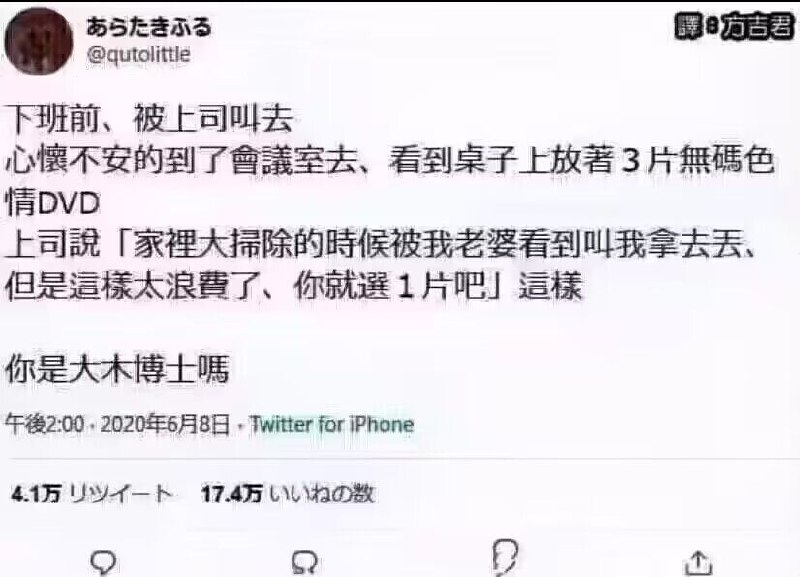 あらたきふる
譯:方吉君
@qutolittle
下班前、被上司叫去
心懷不安的到了會議室去、看到桌子上放著3片無碼色
情DVD
上司說「家裡大掃除的時候被我老婆看到叫我拿去丟、
但是這樣太浪費了、你就選1片吧」這樣
你是大木博士嗎
午後2:00・2020年6月8日・Twitter for iPhone
4.1万 リツイート 17.4万 いいねの数